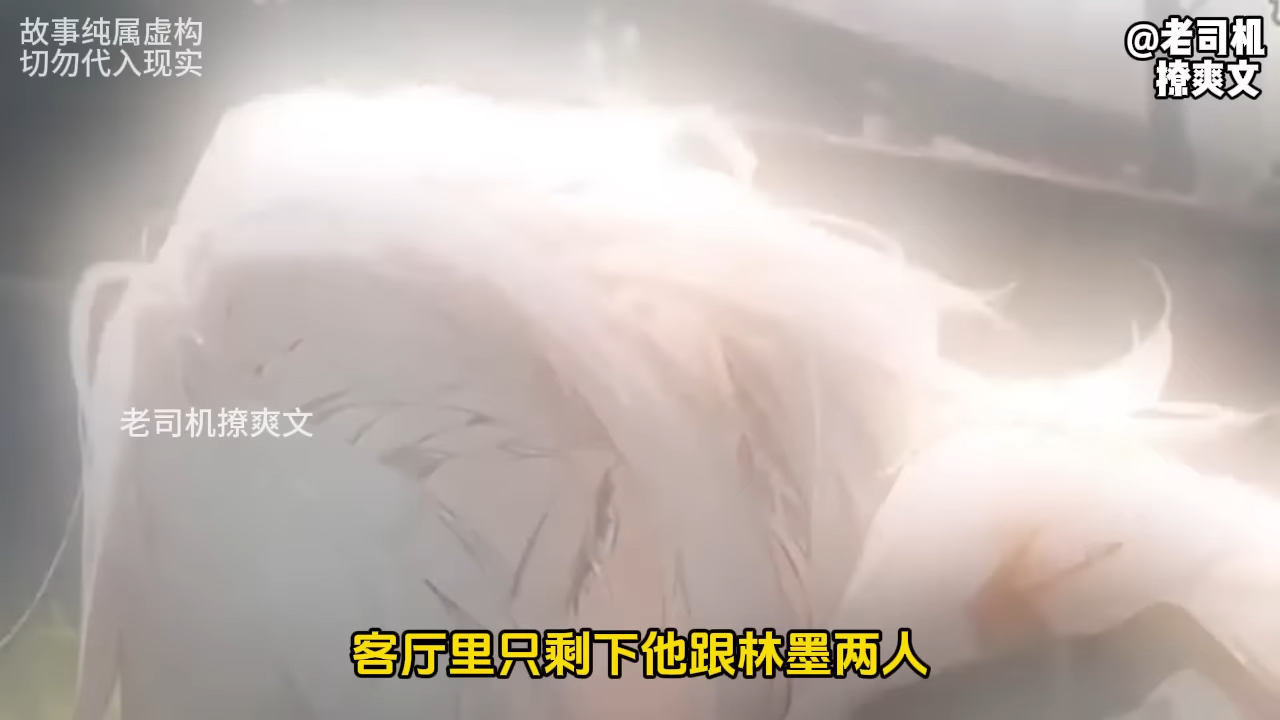 故事纯属虚构
切勿代入现实
@老司机
撩爽文
老司机撩爽文
客厅里只剩下他跟林墨两人